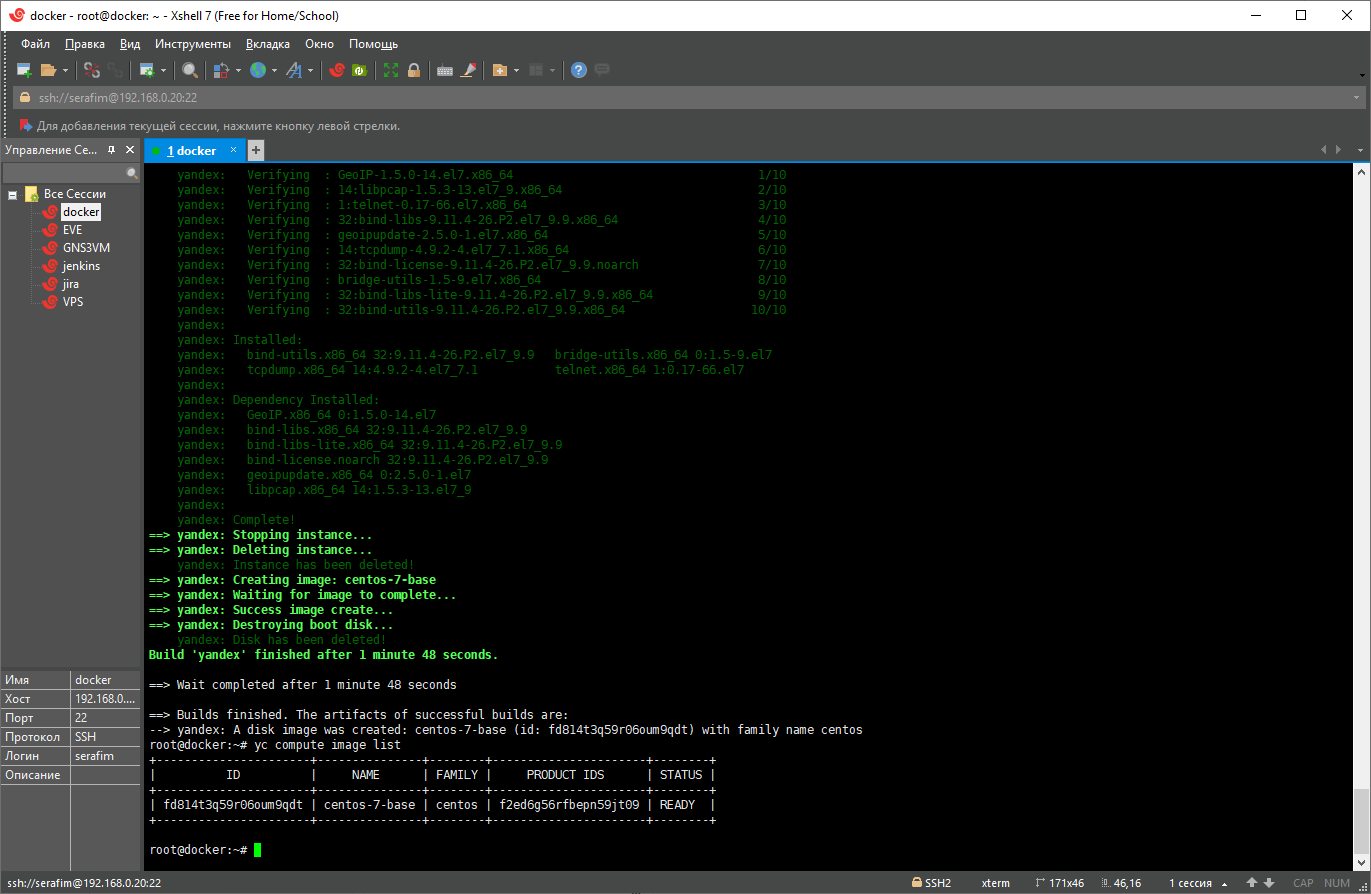 docker - root@docker: ~ - Xshell 7 (Free for Home/School)
Файл Правка Вид Инструменты Вкладка Окно Помощь
ssh://serafim@192.168.0.20:22
Для добавления текущей сессии, нажмите кнопку левой стрелки.
Управление Се...
1 docker
Все Сессии
docker
EVE
GNS3VM
jenkins
jira
VPS
Имя docker
Хост 192.168.0....
Порт 22
Протокол SSH
Логин serafim
Описание
yandex: Verifying : GeoIP-1.5.0-14.el7.x86_64 1/10
yandex: Verifying : 14:libpcap-1.5.3-13.el7_9.x86_64 2/10
yandex: Verifying : 1:telnet-0.17-66.el7.x86_64 3/10
yandex: Verifying : 32:bind-libs-9.11.4-26.P2.el7_9.9.x86_64 4/10
yandex: Verifying : geoipupdate-2.5.0-1.el7.x86_64 5/10
yandex: Verifying : 14:tcpdump-4.9.2-4.el7_7.1.x86_64 6/10
yandex: Verifying : 32:bind-license-9.11.4-26.P2.el7_9.9.noarch 7/10
yandex: Verifying : bridge-utils-1.5-9.el7.x86_64 8/10
yandex: Verifying : 32:bind-libs-lite-9.11.4-26.P2.el7_9.9.x86_64 9/10
yandex: Verifying : 32:bind-utils-9.11.4-26.P2.el7_9.9.x86_64 10/10
yandex:
yandex: Installed:
yandex: bind-utils.x86_64 32:9.11.4-26.P2.el7_9.9 bridge-utils.x86_64 0:1.5-9.el7
yandex: tcpdump.x86_64 14:4.9.2-4.el7_7.1 telnet.x86_64 1:0.17-66.el7
yandex:
yandex: Dependency Installed:
yandex: GeoIP.x86_64 0:1.5.0-14.el7
yandex: bind-libs.x86_64 32:9.11.4-26.P2.el7_9.9
yandex: bind-libs-lite.x86_64 32:9.11.4-26.P2.el7_9.9
yandex: bind-license.noarch 32:9.11.4-26.P2.el7_9.9
yandex: geoipupdate.x86_64 0:2.5.0-1.el7
yandex: libpcap.x86_64 14:1.5.3-13.el7_9
yandex:
yandex: Complete!
==> yandex: Stopping instance...
==> yandex: Deleting instance...
yandex: Instance has been deleted!
==> yandex: Creating image: centos-7-base
==> yandex: Waiting for image to complete...
==> yandex: Success image create...
==> yandex: Destroying boot disk...
yandex: Disk has been deleted!
Build 'yandex' finished after 1 minute 48 seconds.
==> Wait completed after 1 minute 48 seconds
==> Builds finished. The artifacts of successful builds are:
--> yandex: A disk image was created: centos-7-base (id: fd814t3q59r06oum9qdt) with family name centos
root@docker:~# yc compute image list
+----------------------+---------------+--------+----------------------+--------+
| ID | NAME | FAMILY | PRODUCT IDS | STATUS |
+----------------------+---------------+--------+----------------------+--------+
| fd814t3q59r06oum9qdt | centos-7-base | centos | f2ed6g56rfbepn59jt09 | READY |
+----------------------+---------------+--------+----------------------+--------+
root@docker:~#
ssh://serafim@192.168.0.20:22 SSH2 xterm 171x46 46,16 1 сессия CAP NUM